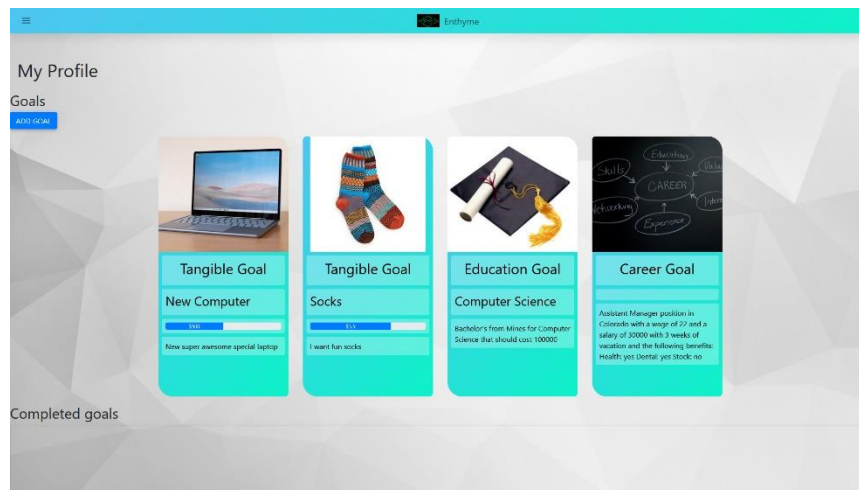 Enthyme
My Profile
Goals
ADD GOAL
Education
Skills
CAREER
Experience
Tangible Goal
Tangible Goal
Education Goal
Career Goal
New Computer
Socks
Computer Science
New super awesome special laptop
I want fun socks
Bachelor's from Mines for Computer
Science that should cost 100000
Assistant Manager position in
Colorado with a wage of 22 and a
salary of 30000 with 3 weeks of
vacation and the following benefits:
Health: yes Dental: yes Stock: no
Completed goals